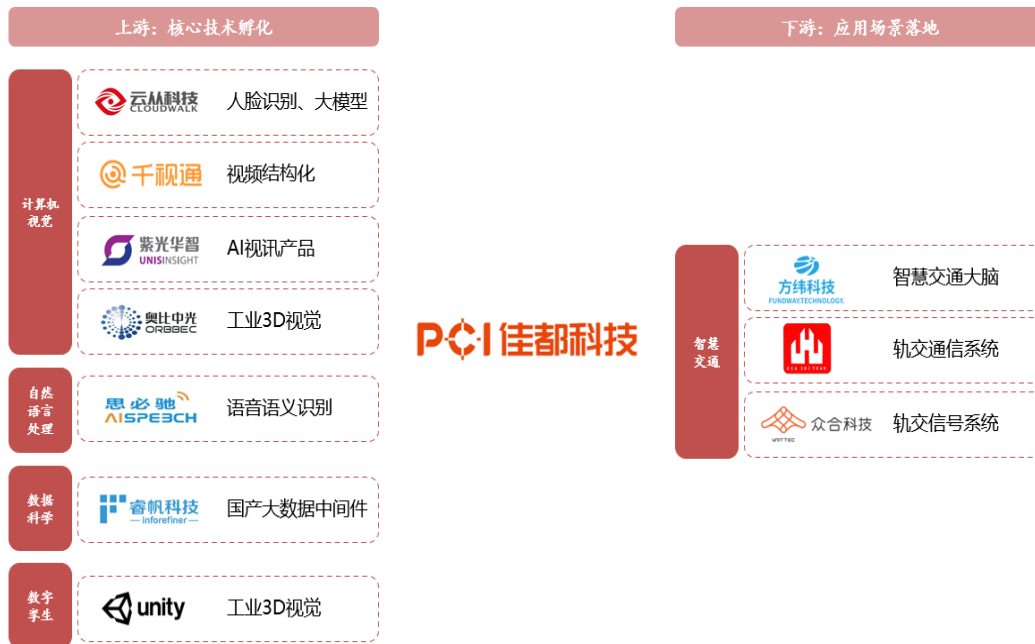 上游：核心技术孵化
计算机
视觉
云从科技
CLOUDWALK
人脸识别、大模型
千视通
视频结构化
紫光华智
UNISINSIGHT
AI视讯产品
奥比中光
ORBBEC
工业3D视觉
自然
语言
处理
思必驰
AISPEECH
语音语义识别
数据
科学
睿帆科技
inforefiner
国产大数据中间件
数字
孪生
unity
工业3D视觉
PCI 佳都科技
下游：应用场景落地
智慧
交通
方纬科技
FUNDWAY.TECHNOLOGY.
智慧交通大脑
轨交通信系统
众合科技
UNITTEC
轨交信号系统